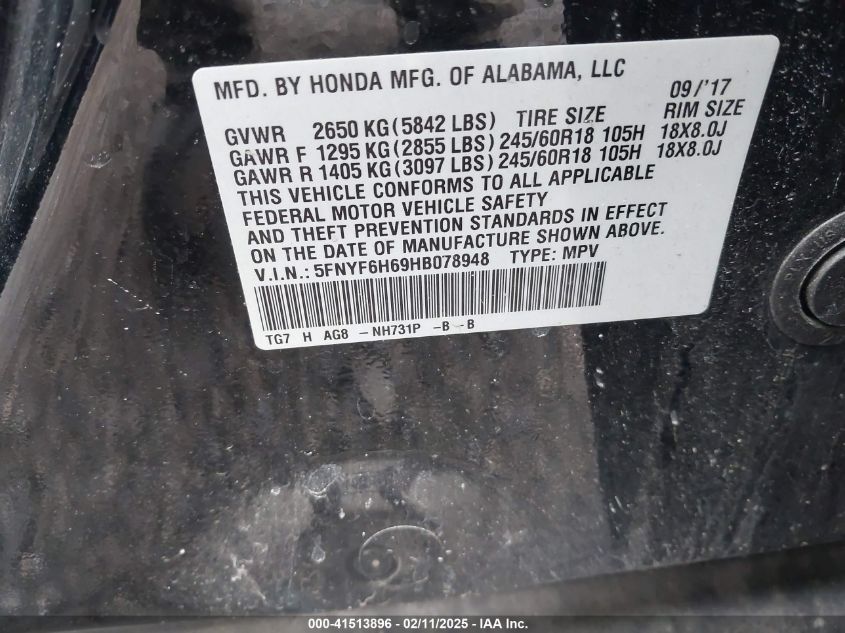 MFD. BY HONDA MFG. OF ALABAMA, LLC 09/'17
GVWR 2650 KG(5842 LBS) TIRE SIZE RIM SIZE
GAWR F 1295 KG(2855 LBS) 245/60R18 105H 18X8.0J
GAWR R 1405 KG(3097 LBS) 245/60R18 105H 18X8.0J
THIS VEHICLE CONFORMS TO ALL APPLICABLE
FEDERAL MOTOR VEHICLE SAFETY
AND THEFT PREVENTION STANDARDS IN EFFECT
ON THE DATE OF MANUFACTURE SHOWN ABOVE.
V.I.N.: 5FNYF6H69HB078948 TYPE: MPV
TG7 H AG8 - NH731P -B - B
000-41513896 - 02/11/2025 - IAA Inc.